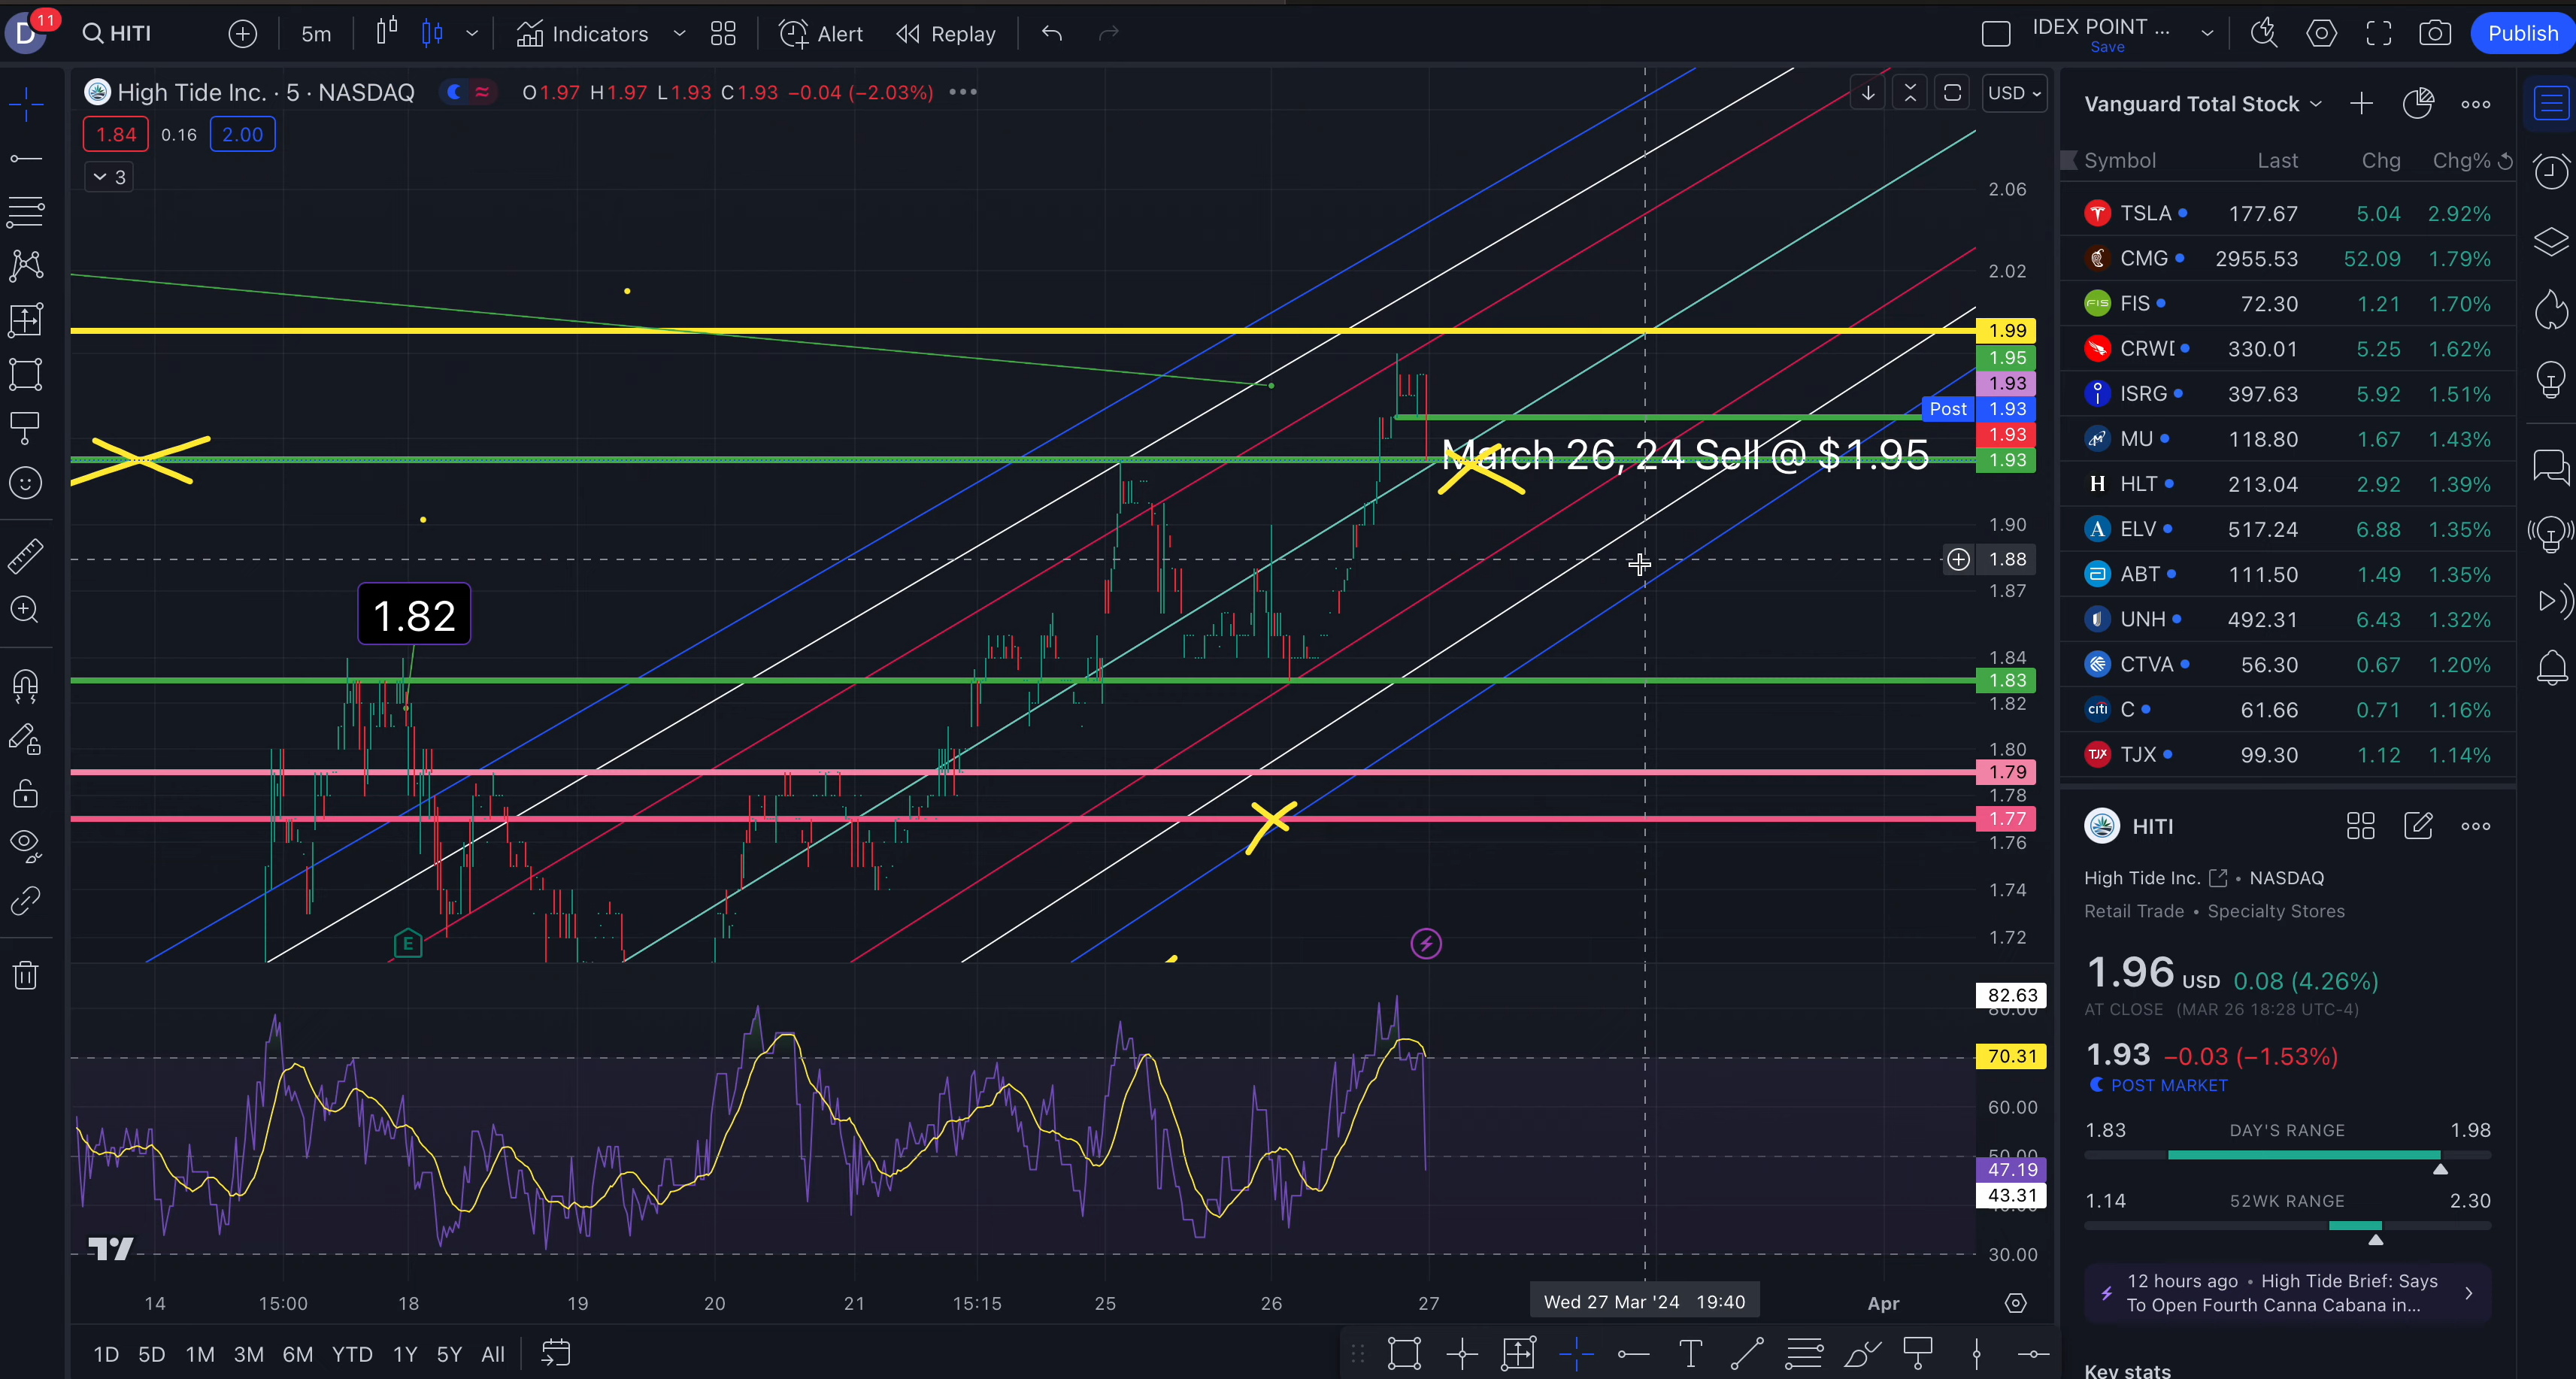 D 11 HITI 5m Indicators Alert Replay IDEX POINT ... Save Publish
High Tide Inc. · 5 · NASDAQ O1.97 H1.97 L1.93 C1.93 −0.04 (−2.03%) USD
1.84 0.16 2.00
3
2.06
2.02
1.99
1.95
1.93
Post 1.93
1.93
March 26, 24 Sell @ $1.95 1.93
1.90
1.88
1.87
1.82
1.84
1.83
1.82
1.80
1.79
1.78
1.77
1.76
1.74
E
1.72
82.63
80.00
70.31
60.00
50.00
47.19
43.31
30.00
14 15:00 18 19 20 21 15:15 25 26 27 Wed 27 Mar '24 19:40 Apr
1D 5D 1M 3M 6M YTD 1Y 5Y All
Vanguard Total Stock
Symbol Last Chg Chg%
TSLA 177.67 5.04 2.92%
CMG 2955.53 52.09 1.79%
FIS FIS 72.30 1.21 1.70%
CRWD 330.01 5.25 1.62%
ISRG 397.63 5.92 1.51%
MU 118.80 1.67 1.43%
H HLT 213.04 2.92 1.39%
A ELV 517.24 6.88 1.35%
ABT 111.50 1.49 1.35%
UNH 492.31 6.43 1.32%
CTVA 56.30 0.67 1.20%
citi C 61.66 0.71 1.16%
TJX TJX 99.30 1.12 1.14%
HITI
High Tide Inc. • NASDAQ
Retail Trade • Specialty Stores
1.96 USD 0.08 (4.26%)
AT CLOSE (MAR 26 18:28 UTC-4)
1.93 −0.03 (−1.53%)
POST MARKET
1.83 DAY'S RANGE 1.98
1.14 52WK RANGE 2.30
12 hours ago • High Tide Brief: Says
To Open Fourth Canna Cabana in...
Key stats